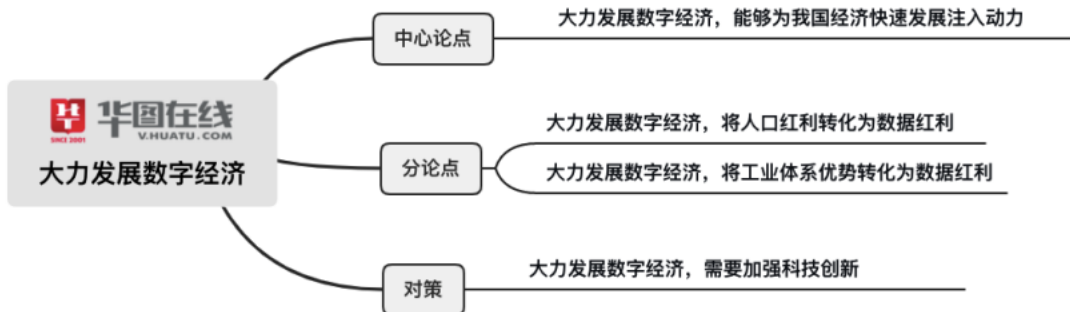 中心论点
大力发展数字经济，能够为我国经济快速发展注入动力
华图在线
V.HUATU.COM
SINCE 2001
大力发展数字经济
分论点
大力发展数字经济，将人口红利转化为数据红利
大力发展数字经济，将工业体系优势转化为数据红利
对策
大力发展数字经济，需要加强科技创新